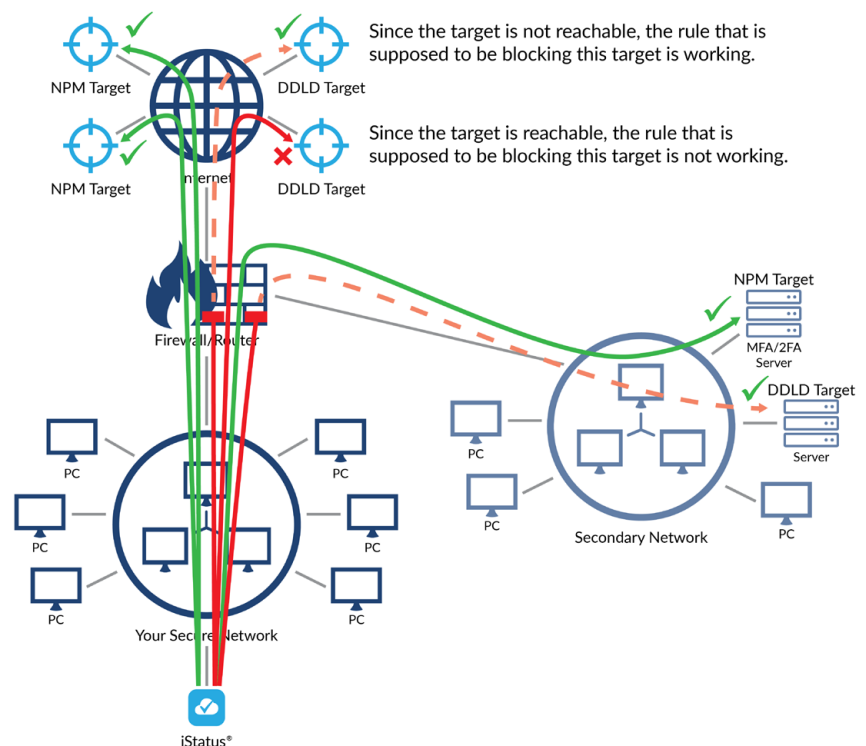 Since the target is not reachable, the rule that is
supposed to be blocking this target is working.
NPM Target
DDLD Target
Since the target is reachable, the rule that is
supposed to be blocking this target is not working.
NPM Target
Internet
DDLD Target
NPM Target
Firewall/Router
MFA/2FA
Server
DDLD Target
PC
PC
Server
PC
PC
PC
PC
PC
Secondary Network
PC
PC
PC
Your Secure Network
iStatus®